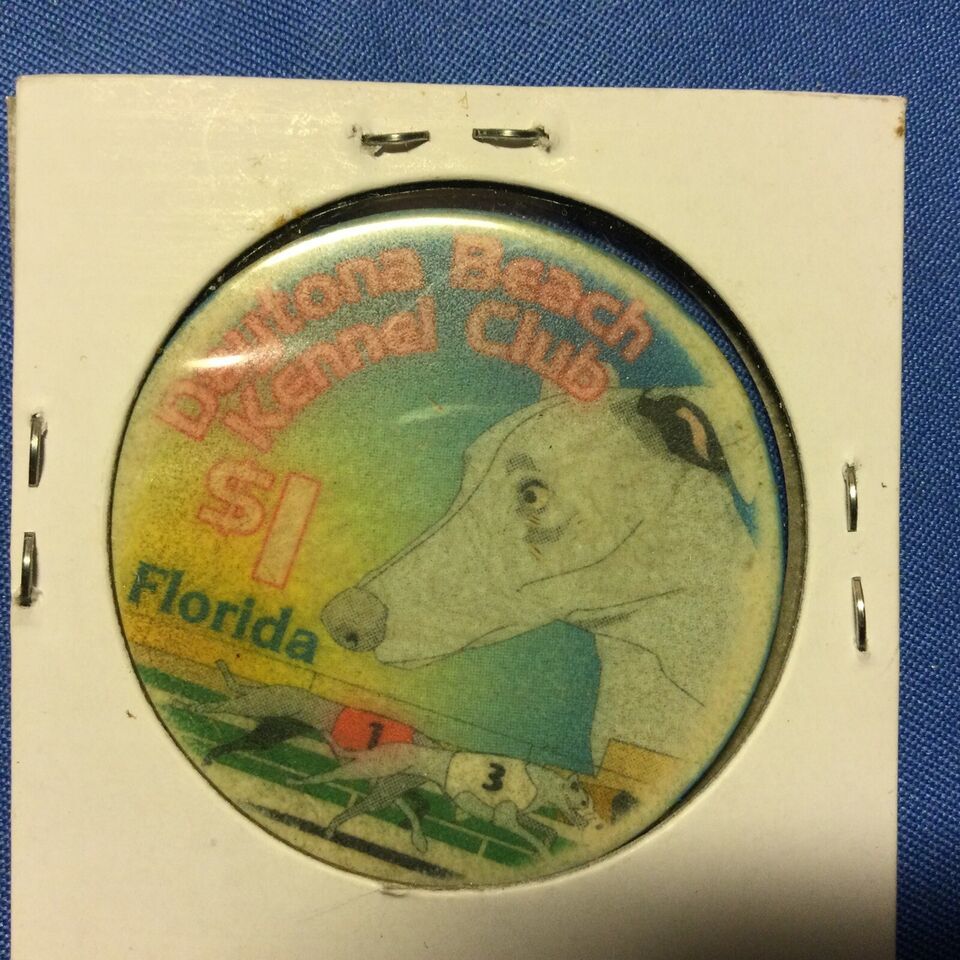 Daytona Beach
Kennel Club
$1
Florida
1
3